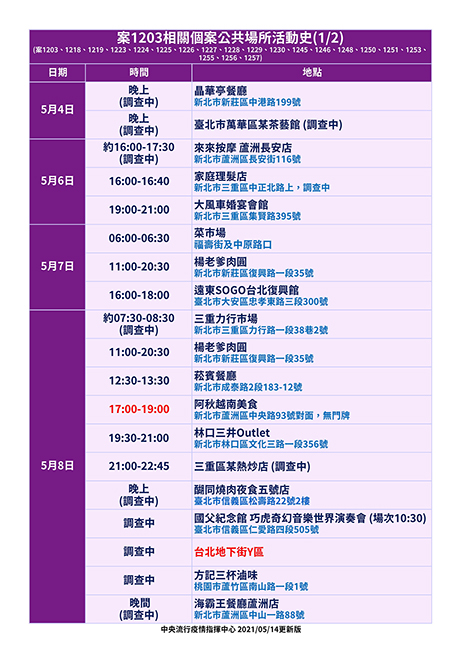 案1203相關個案公共場所活動史(1/2)
(案1203、1218、1219、1223、1224、1225、1226、1227、1228、1229、1230、1245、1246、1248、1250、1251、1253、
1255、1256、1257)
日期 時間 地點
5月4日
晚上
(調查中)
晶華亭餐廳
新北市新莊區中港路199號
晚上
(調查中)
臺北市萬華區某茶藝館 (調查中)
5月6日
約16:00-17:30
(調查中)
來來按摩 蘆洲長安店
新北市蘆洲區長安街116號
16:00-16:40
家庭理髮店
新北市三重區中正北路上，調查中
19:00-21:00
大風車婚宴會館
新北市三重區集賢路395號
5月7日
06:00-06:30
菜市場
福壽街及中原路口
11:00-20:30
楊老爹肉圓
新北市新莊區復興路一段35號
16:00-18:00
遠東SOGO台北復興館
臺北市大安區忠孝東路三段300號
5月8日
約07:30-08:30
(調查中)
三重力行市場
新北市三重區力行路一段38巷2號
11:00-20:30
楊老爹肉圓
新北市新莊區復興路一段35號
12:30-13:30
菘賓餐廳
新北市成泰路2段183-12號
17:00-19:00
阿秋越南美食
新北市蘆洲區中央路93號對面，無門牌
19:30-21:00
林口三井Outlet
新北市林口區文化三路一段356號
21:00-22:45
三重區某熱炒店 (調查中)
晚上
(調查中)
醐同燒肉夜食五號店
臺北市信義區松壽路22號2樓
調查中
國父紀念館 巧虎奇幻音樂世界演奏會 (場次10:30)
臺北市信義區仁愛路四段505號
調查中
台北地下街Y區
調查中
方記三杯滷味
桃園市蘆竹區南山路一段1號
晚間
(調查中)
海霸王餐廳蘆洲店
新北市蘆洲區中山一路88號
中央流行疫情指揮中心 2021/05/14更新版